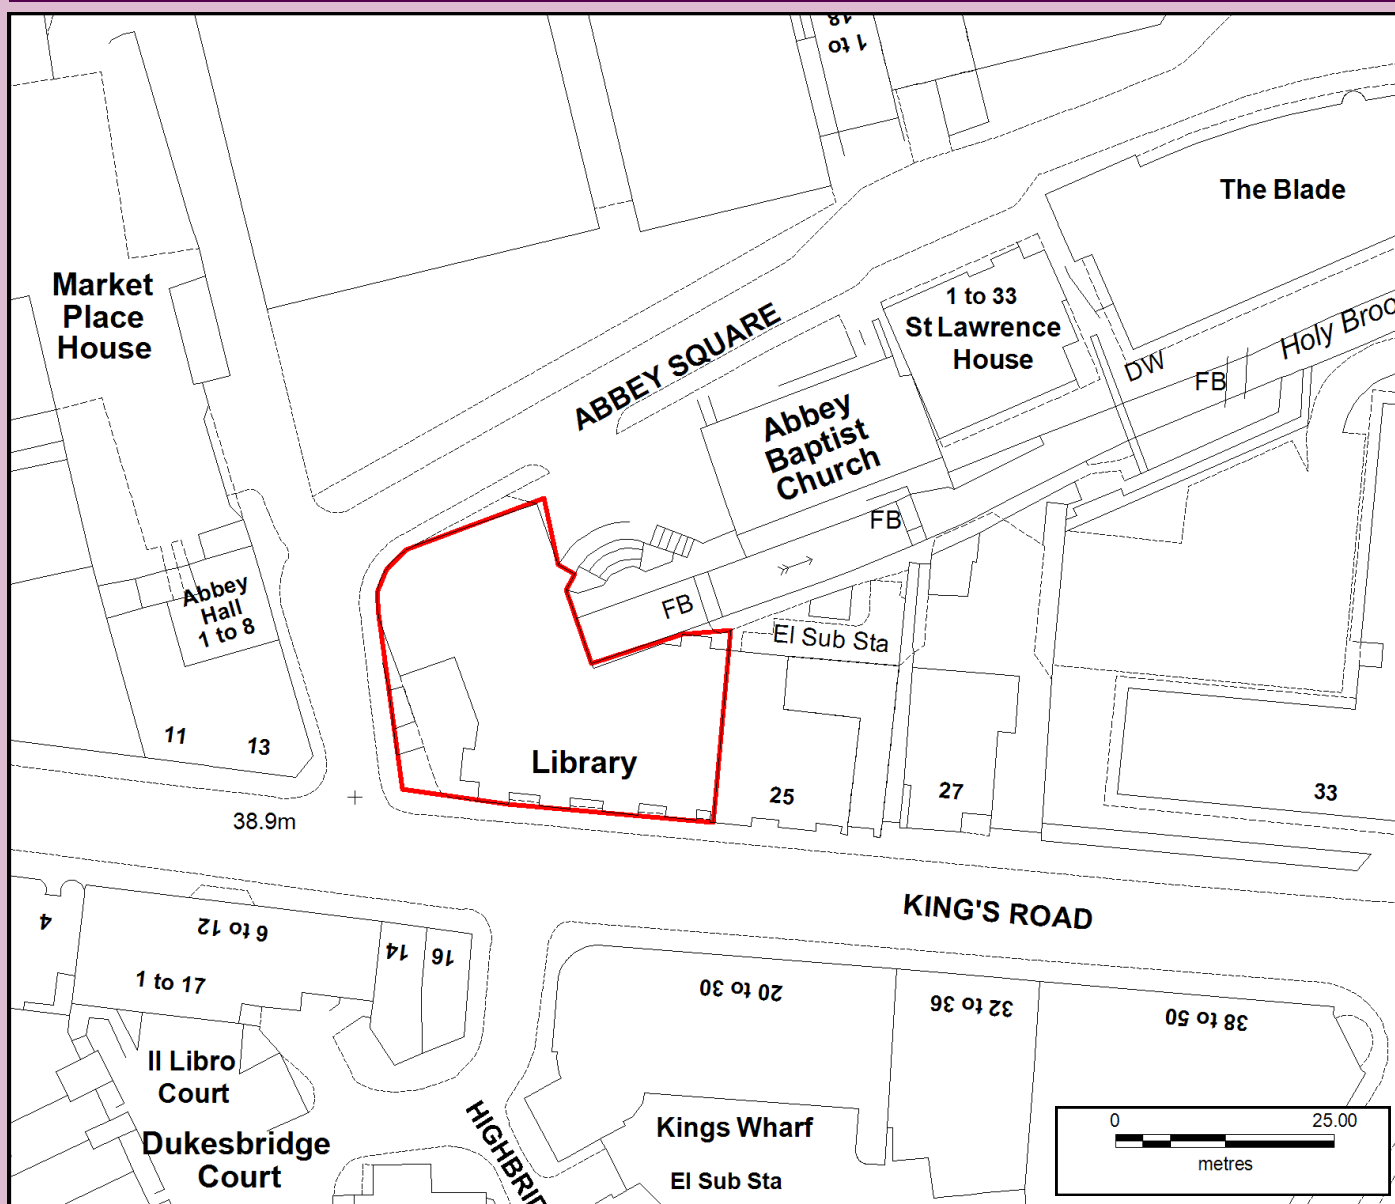 1 to
18
The Blade
Market
Place
House
1 to 33
St Lawrence
House
Holy Broo
ABBEY SQUARE
DW
FB
Abbey
Baptist
Church
FB
FB
Abbey
Hall
1 to 8
El Sub Sta
11
13
Library
25
27
33
38.9m
KING'S ROAD
4
6 to 12
14
16
1 to 17
20 to 30
32 to 36
38 to 50
Il Libro
Court
Dukesbridge
Court
HIGHBRID
Kings Wharf
El Sub Sta
0
25.00
metres